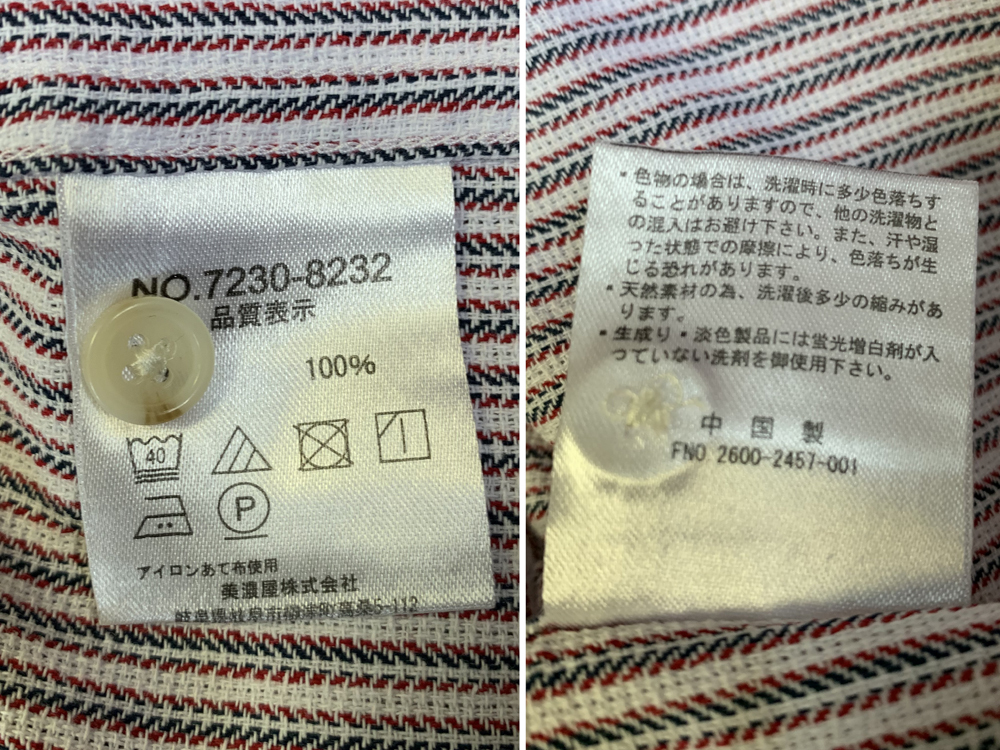 NO.7230-8232
品質表示
100%
40
P
アイロンあて布使用
美濃屋株式会社
5-112
・色物の場合は、洗濯時に多少色落ちす
ることがありますので、他の洗濯物と
の混入はお避け下さい。また、汗や湿
った状態での摩擦により、色落ちが生
じる恐れがあります。
・天然素材の為、洗濯後多少の縮みがあ
ります。
・生成り・淡色製品には蛍光増白剤が入
っていない洗剤を御使用下さい。
中国製
FNO 2600-2457-001